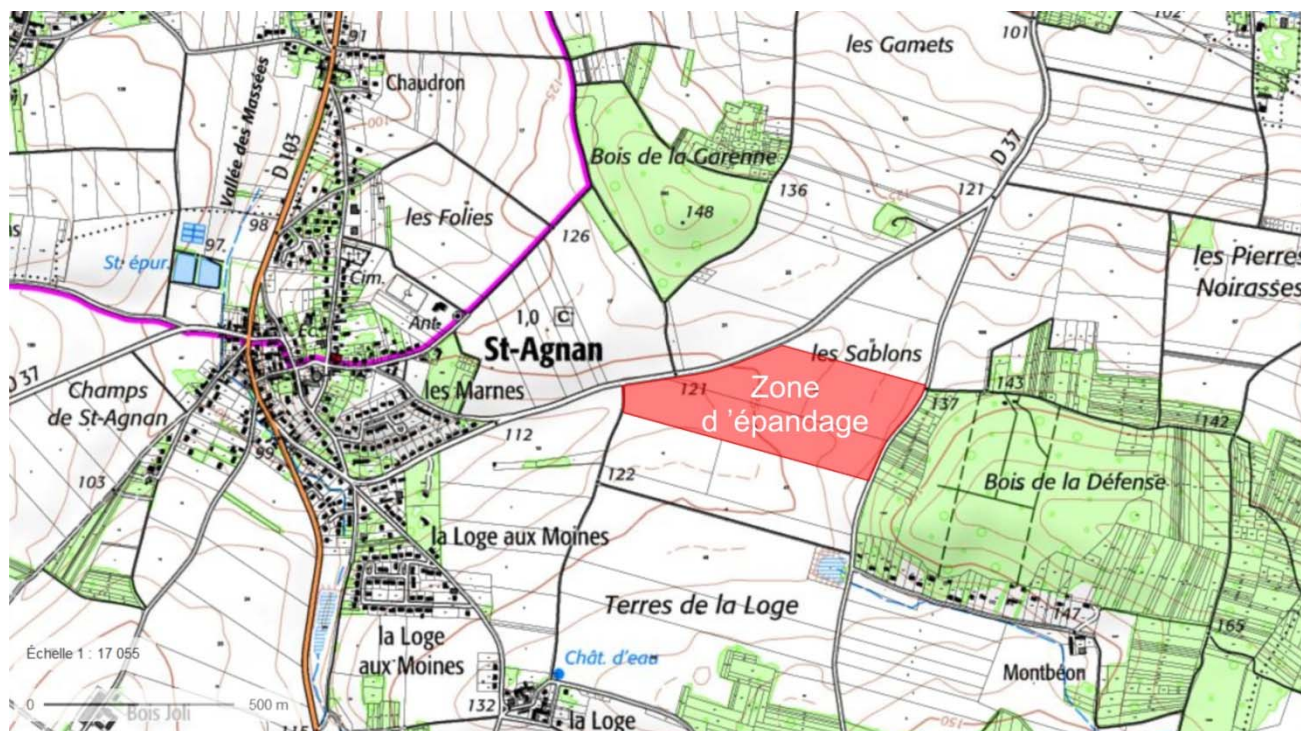 91
Chaudron
Vallée des Massées
D 103
100
125
les Gamets
101
102
D 37
Bois de la Garenne
136
121
148
les Folies
126
98
97
St. épur.
Cim.
Ant.
1,0 C
St-Agnan
les Pierres
Noirasses
les Sablons
121
Zone
d 'épandage
D 37
Champs
de St-Agnan
les Marnes
143
137
142
112
99
103
122
Bois de la Défense
la Loge aux Moines
Terres de la Loge
147
165
Échelle 1 : 17 055
la Loge
aux Moines
Chât. d'eau
Montbéon
0
500 m
Bois Joli
132
la Loge
150
115